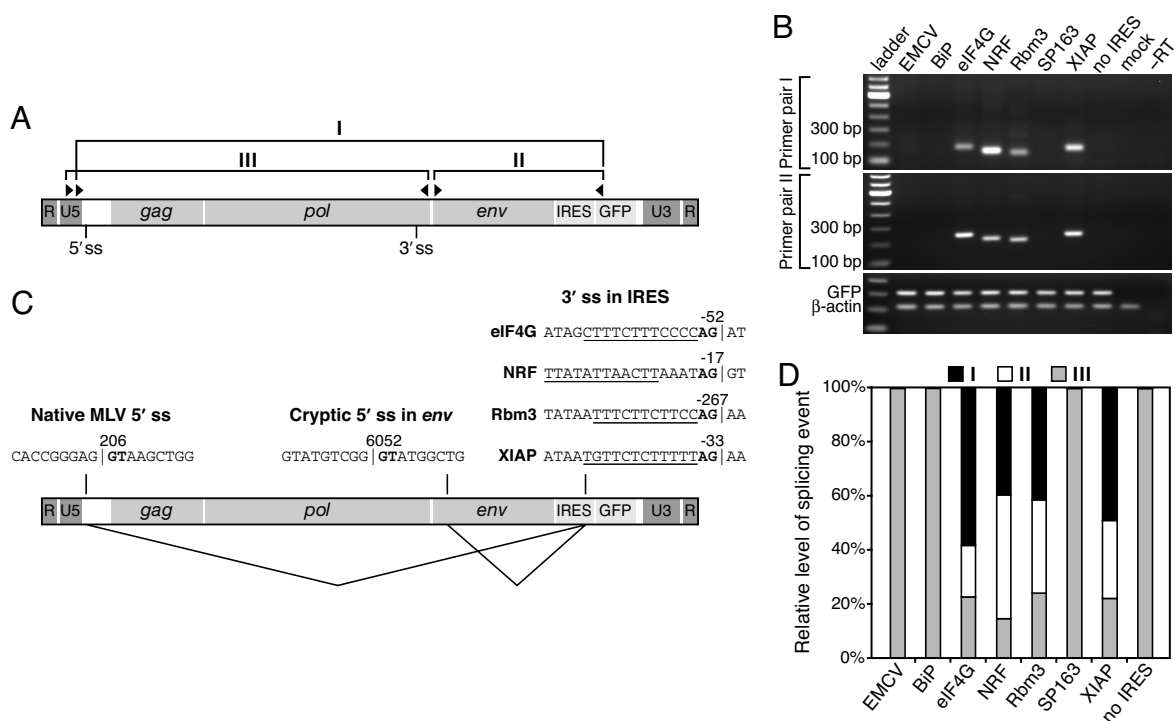 A
I
III
II
R U5 gag pol env IRES GFP U3 R
5′ ss
3′ ss
B
ladder
EMCV
BiP
eIF4G
NRF
Rbm3
SP163
XIAP
no IRES
mock
–RT
Primer pair I
300 bp
100 bp
Primer pair II
300 bp
100 bp
GFP
β-actin
C
3′ ss in IRES
-52
eIF4G ATAGCTTTCTTTCCCCAG|AT
-17
NRF TTATATTAACTTAAATAG|GT
-267
Rbm3 TATAATTTCTTCTTCCAG|AA
-33
XIAP ATAATGTTCTCTTTTTAG|AA
Native MLV 5′ ss
206
CACCGGGAG|GTAAGCTGG
Cryptic 5′ ss in env
6052
GTATGTCGG|GTATGGCTG
R U5 gag pol env IRES GFP U3 R
D
I II III
Relative level of splicing event
100%
80%
60%
40%
20%
0%
EMCV
BiP
eIF4G
NRF
Rbm3
SP163
XIAP
no IRES